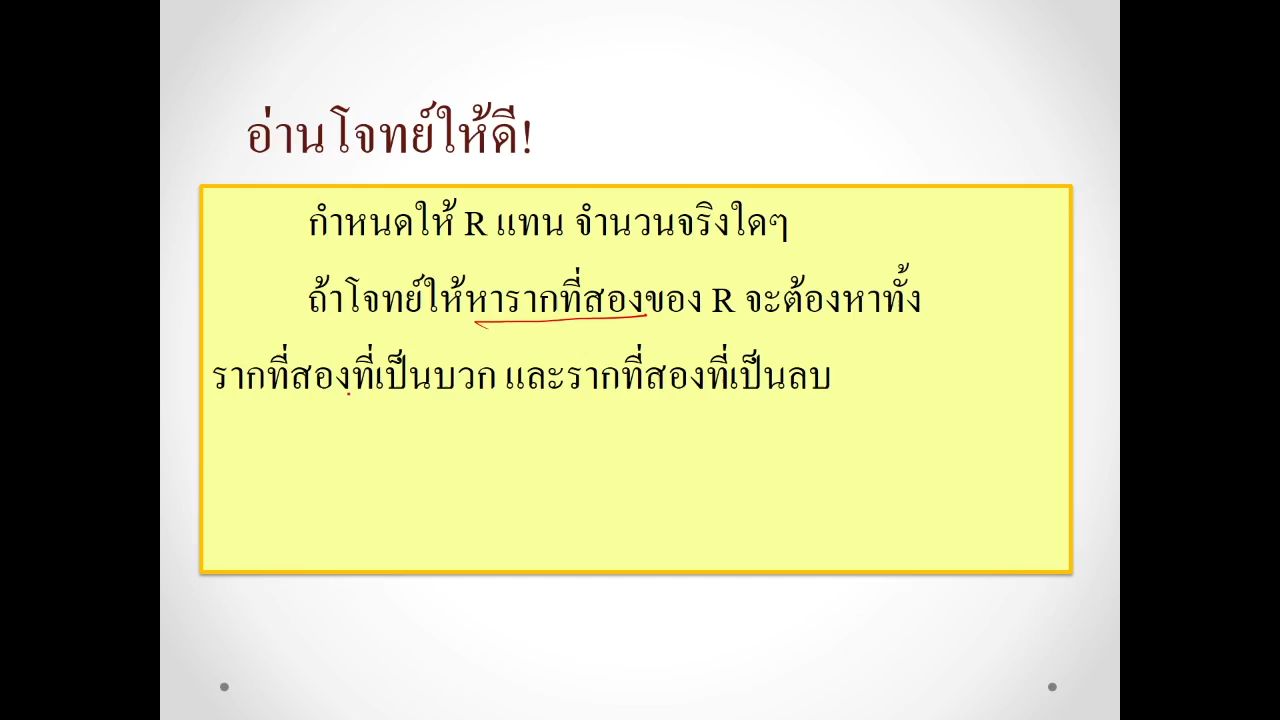 อ่านโจทย์ให้ดี!
กำหนดให้ R แทน จำนวนจริงใดๆ
ถ้าโจทย์ให้หารากที่สองของ R จะต้องหาทั้ง
รากที่สองที่เป็นบวก และรากที่สองที่เป็นลบ